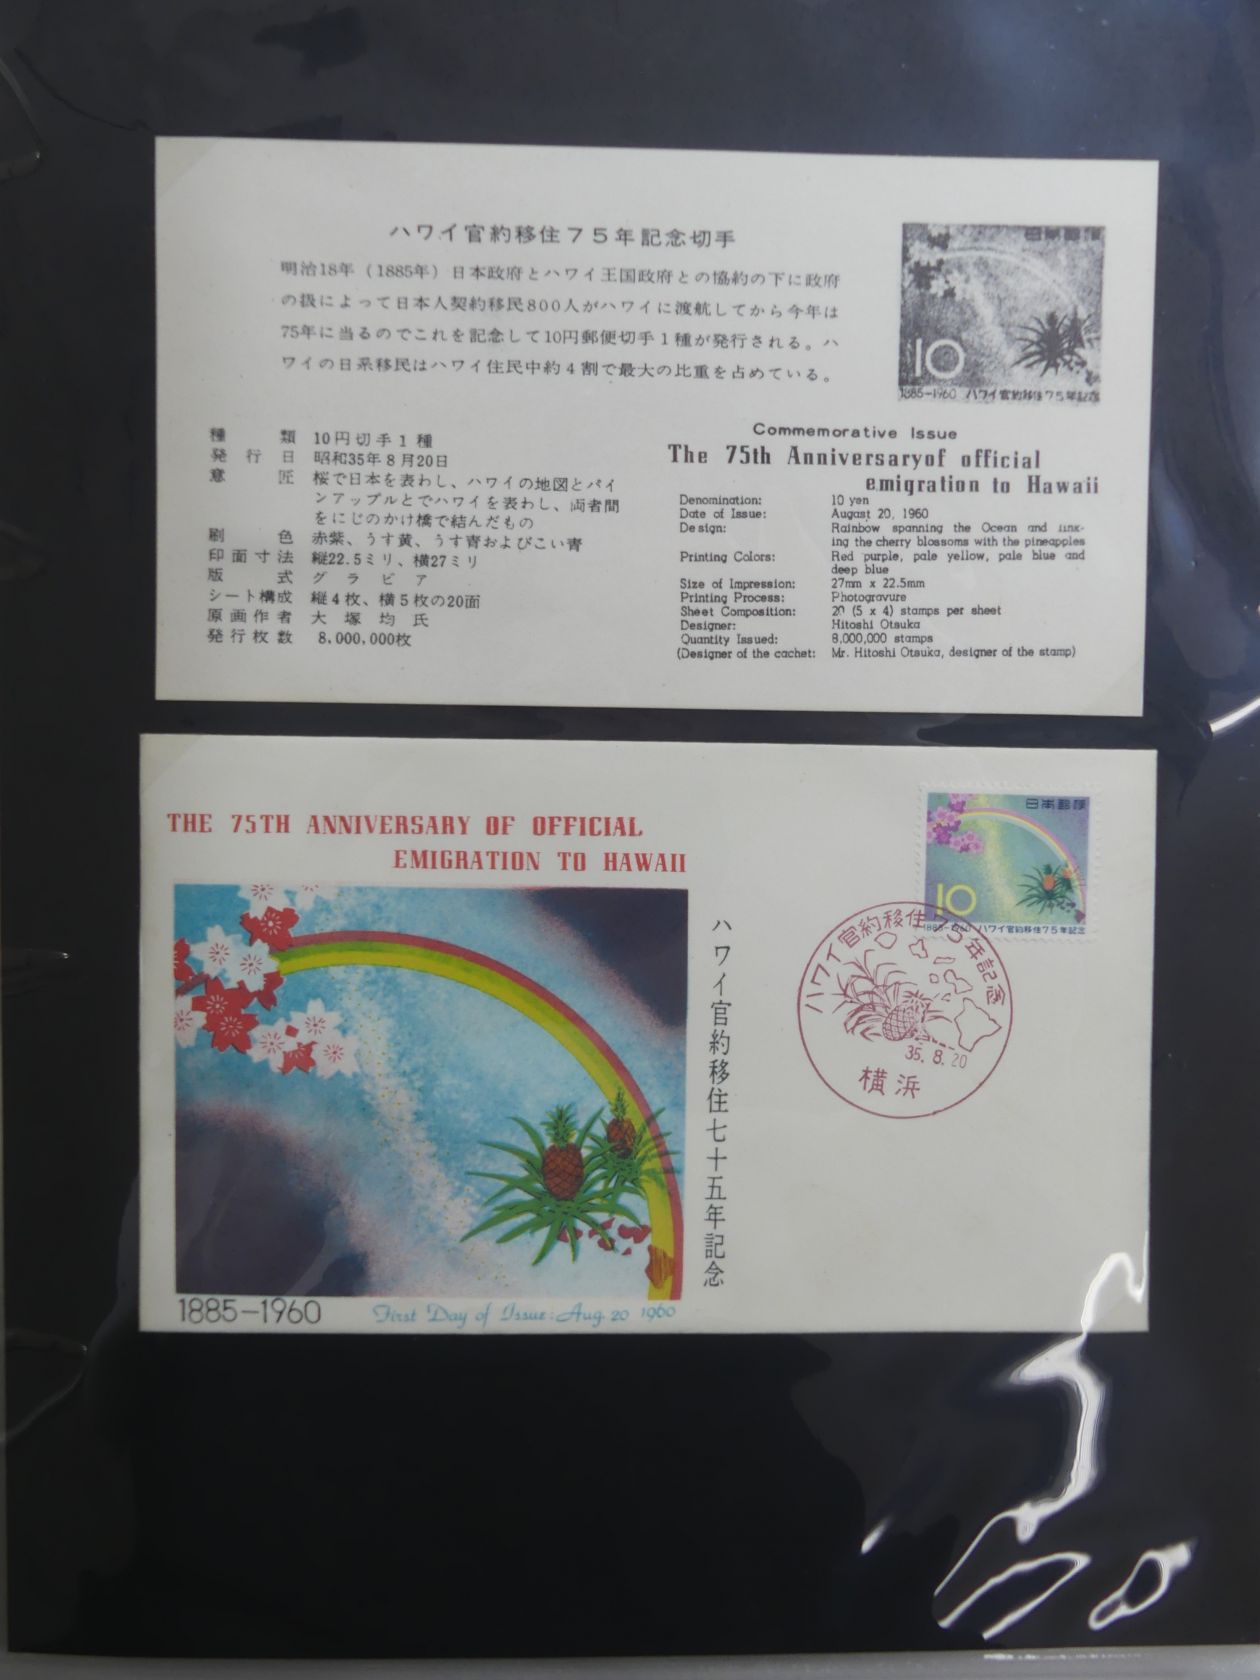 ハワイ官約移住75年記念切手
明治18年（1885年）日本政府とハワイ王国政府との協約の下に政府
の扱によって日本人契約移民800人がハワイに渡航してから今年は
75年に当るのでこれを記念して10円郵便切手1種が発行される。ハ
ワイの日系移民はハワイ住民中約4割で最大の比重を占めている。
日本郵便
10
1885-1960 ハワイ官約移住75年記念
種類 10円切手1種
発行日 昭和35年8月20日
意匠 桜で日本を表わし、ハワイの地図とパイ
ンアップルとでハワイを表わし、両者間
をにじのかけ橋で結んだもの
刷色 赤紫、うす黄、うす青およびこい青
印面寸法 縦22.5ミリ、横27ミリ
版式 グラビア
シート構成 縦4枚、横5枚の20面
原画作者 大塚均氏
発行枚数 8,000,000枚
Commemorative Issue
The 75th Anniversaryof official
emigration to Hawaii
Denomination: 10 yen
Date of Issue: August 20, 1960
Design: Rainbow spanning the Ocean and link-
ing the cherry blossoms with the pineapples
Printing Colors: Red purple, pale yellow, pale blue and
deep blue
Size of Impression: 27mm x 22.5mm
Printing Process: Photogravure
Sheet Composition: 20 (5 x 4) stamps per sheet
Designer: Hitoshi Otsuka
Quantity Issued: 8,000,000 stamps
(Designer of the cachet: Mr. Hitoshi Otsuka, designer of the stamp)
THE 75TH ANNIVERSARY OF OFFICIAL
EMIGRATION TO HAWAII
ハワイ官約移住七十五年記念
1885-1960
First Day of Issue: Aug. 20 1960
日本郵便
10
1885-1960 ハワイ官約移住75年記念
ハワイ官約移住75年記念
35.8.20
横浜